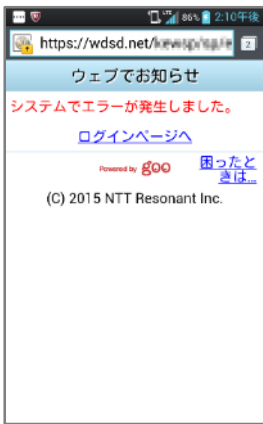 86% 2:10午後
https://wdsd.net/
2
ウェブでお知らせ
システムでエラーが発生しました。
ログインページへ
Powered by goo
困ったと
きは...
(C) 2015 NTT Resonant Inc.